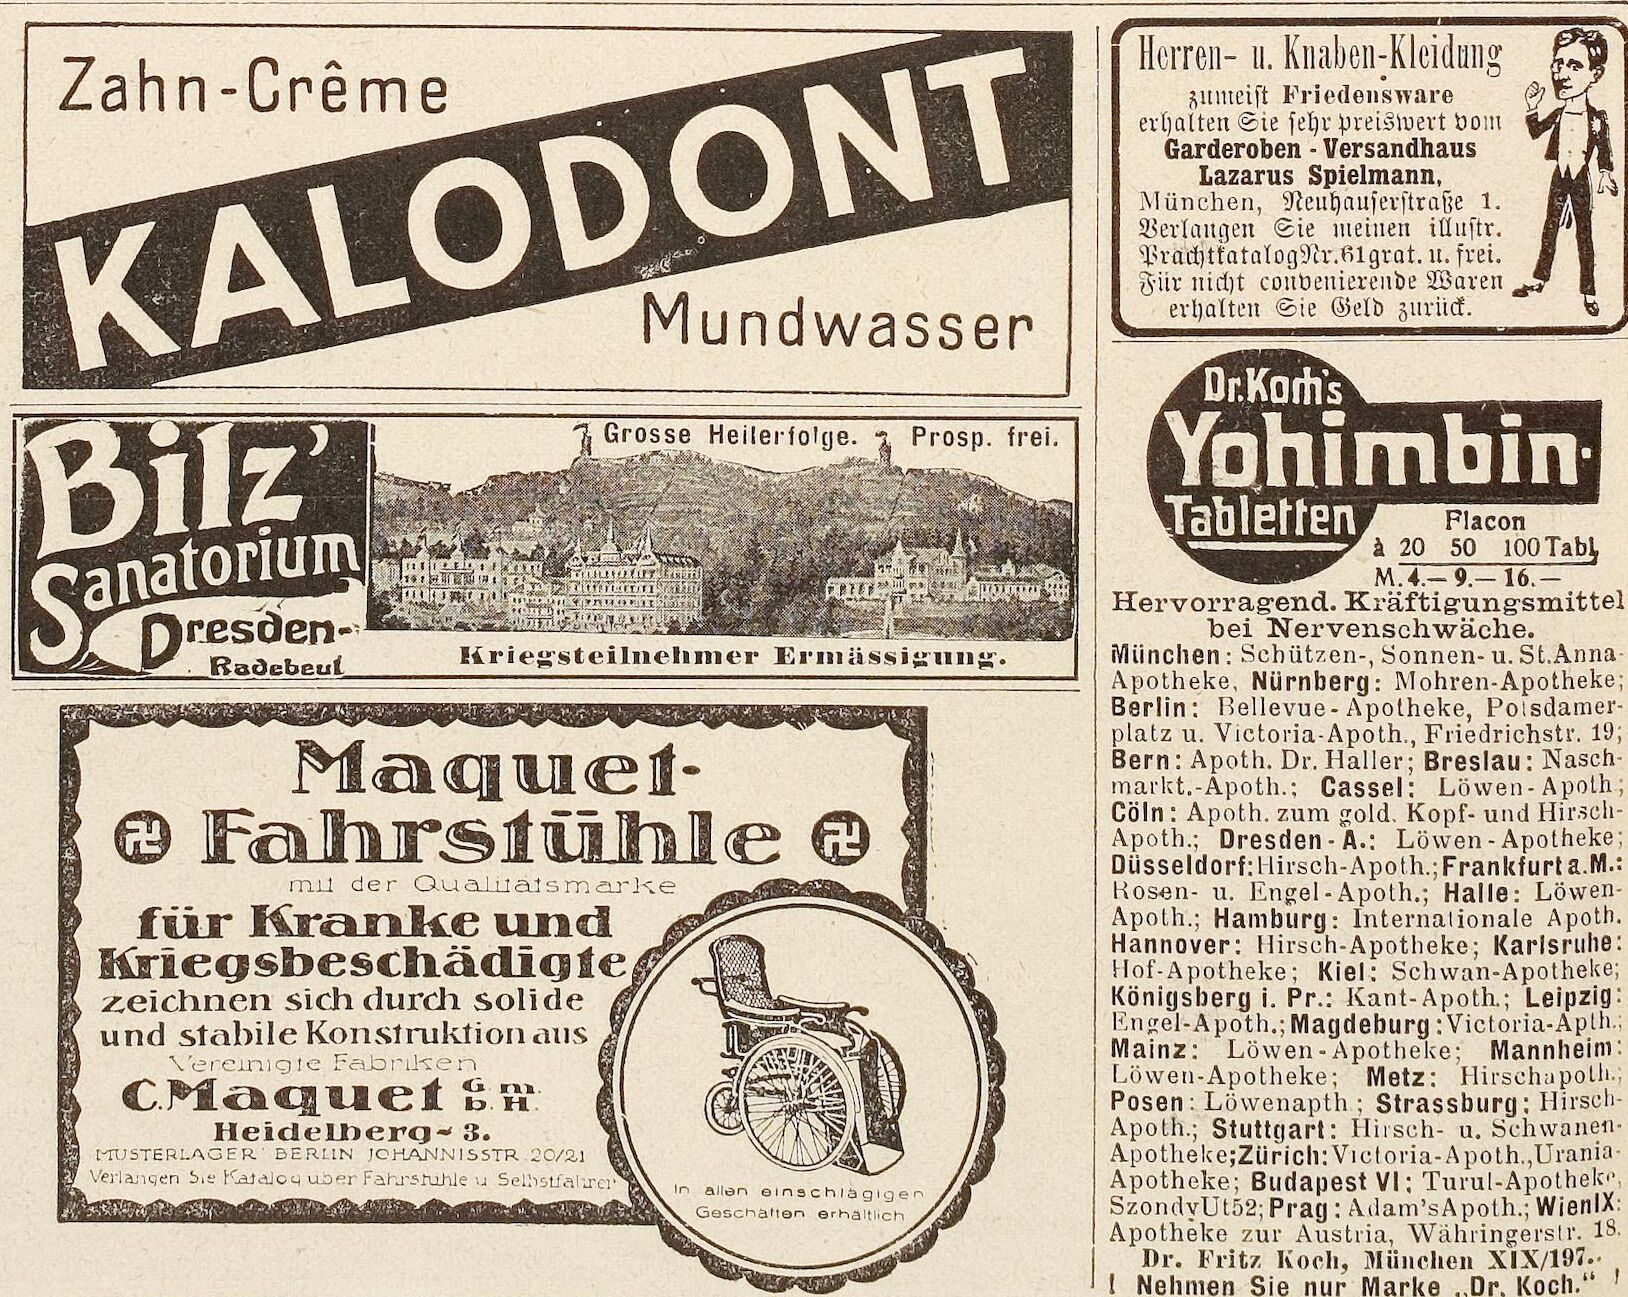 Zahn-Crême
KALODONT
Mundwasser
Bilz'
Sanatorium
Dresden-
Radebeul
Grosse Heilerfolge. Prosp. frei.
Kriegsteilnehmer Ermässigung.
Maquet-
Fahrstühle
mit der Qualitätsmarke
für Kranke und
Kriegsbeschädigte
zeichnen sich durch solide
und stabile Konstruktion aus
Vereinigte Fabriken
C. Maquet G. m. b. H.
Heidelberg-3.
MUSTERLAGER BERLIN JOHANNISSTR. 20/21
Verlangen Sie Katalog über Fahrstühle u Selbstfahrer
In allen einschlägigen
Geschäften erhältlich
Herren- u. Knaben-Kleidung
zumeist Friedensware
erhalten Sie sehr preiswert vom
Garderoben-Versandhaus
Lazarus Spielmann,
München, Neuhauserstraße 1.
Verlangen Sie meinen illustr.
Prachtkatalog Nr. 61 grat. u. frei.
Für nicht convenierende Waren
erhalten Sie Geld zurück.
Dr. Koch's
Yohimbin-
Tabletten
Flacon
à 20 50 100 Tabl.
M. 4.— 9.— 16.—
Hervorragend. Kräftigungsmittel
bei Nervenschwäche.
München: Schützen-, Sonnen- u. St. Anna-
Apotheke, Nürnberg: Mohren-Apotheke;
Berlin: Bellevue-Apotheke, Potsdamer-
platz u. Victoria-Apoth., Friedrichstr. 19;
Bern: Apoth. Dr. Haller; Breslau: Nasch-
markt.-Apoth.; Cassel: Löwen-Apoth;
Cöln: Apoth. zum gold. Kopf- und Hirsch-
Apoth.; Dresden-A.: Löwen-Apotheke;
Düsseldorf: Hirsch-Apoth.; Frankfurt a. M.:
Rosen- u. Engel-Apoth.; Halle: Löwen-
Apoth.; Hamburg: Internationale Apoth.
Hannover: Hirsch-Apotheke; Karlsruhe:
Hof-Apotheke; Kiel: Schwan-Apotheke;
Königsberg i. Pr.: Kant-Apoth.; Leipzig:
Engel-Apoth.; Magdeburg: Victoria-Apth.;
Mainz: Löwen-Apotheke; Mannheim:
Löwen-Apotheke; Metz: Hirschapoth.;
Posen: Löwenapth; Strassburg: Hirsch-
Apoth.; Stuttgart: Hirsch- u. Schwanen-
Apotheke; Zürich: Victoria-Apoth., Urania-
Apotheke; Budapest VI: Turul-Apotheke,
Szondy Ut 52; Prag: Adam's Apoth.; Wien IX:
Apotheke zur Austria, Währingerstr. 18.
Dr. Fritz Koch, München XIX/197.
! Nehmen Sie nur Marke „Dr. Koch.“ !